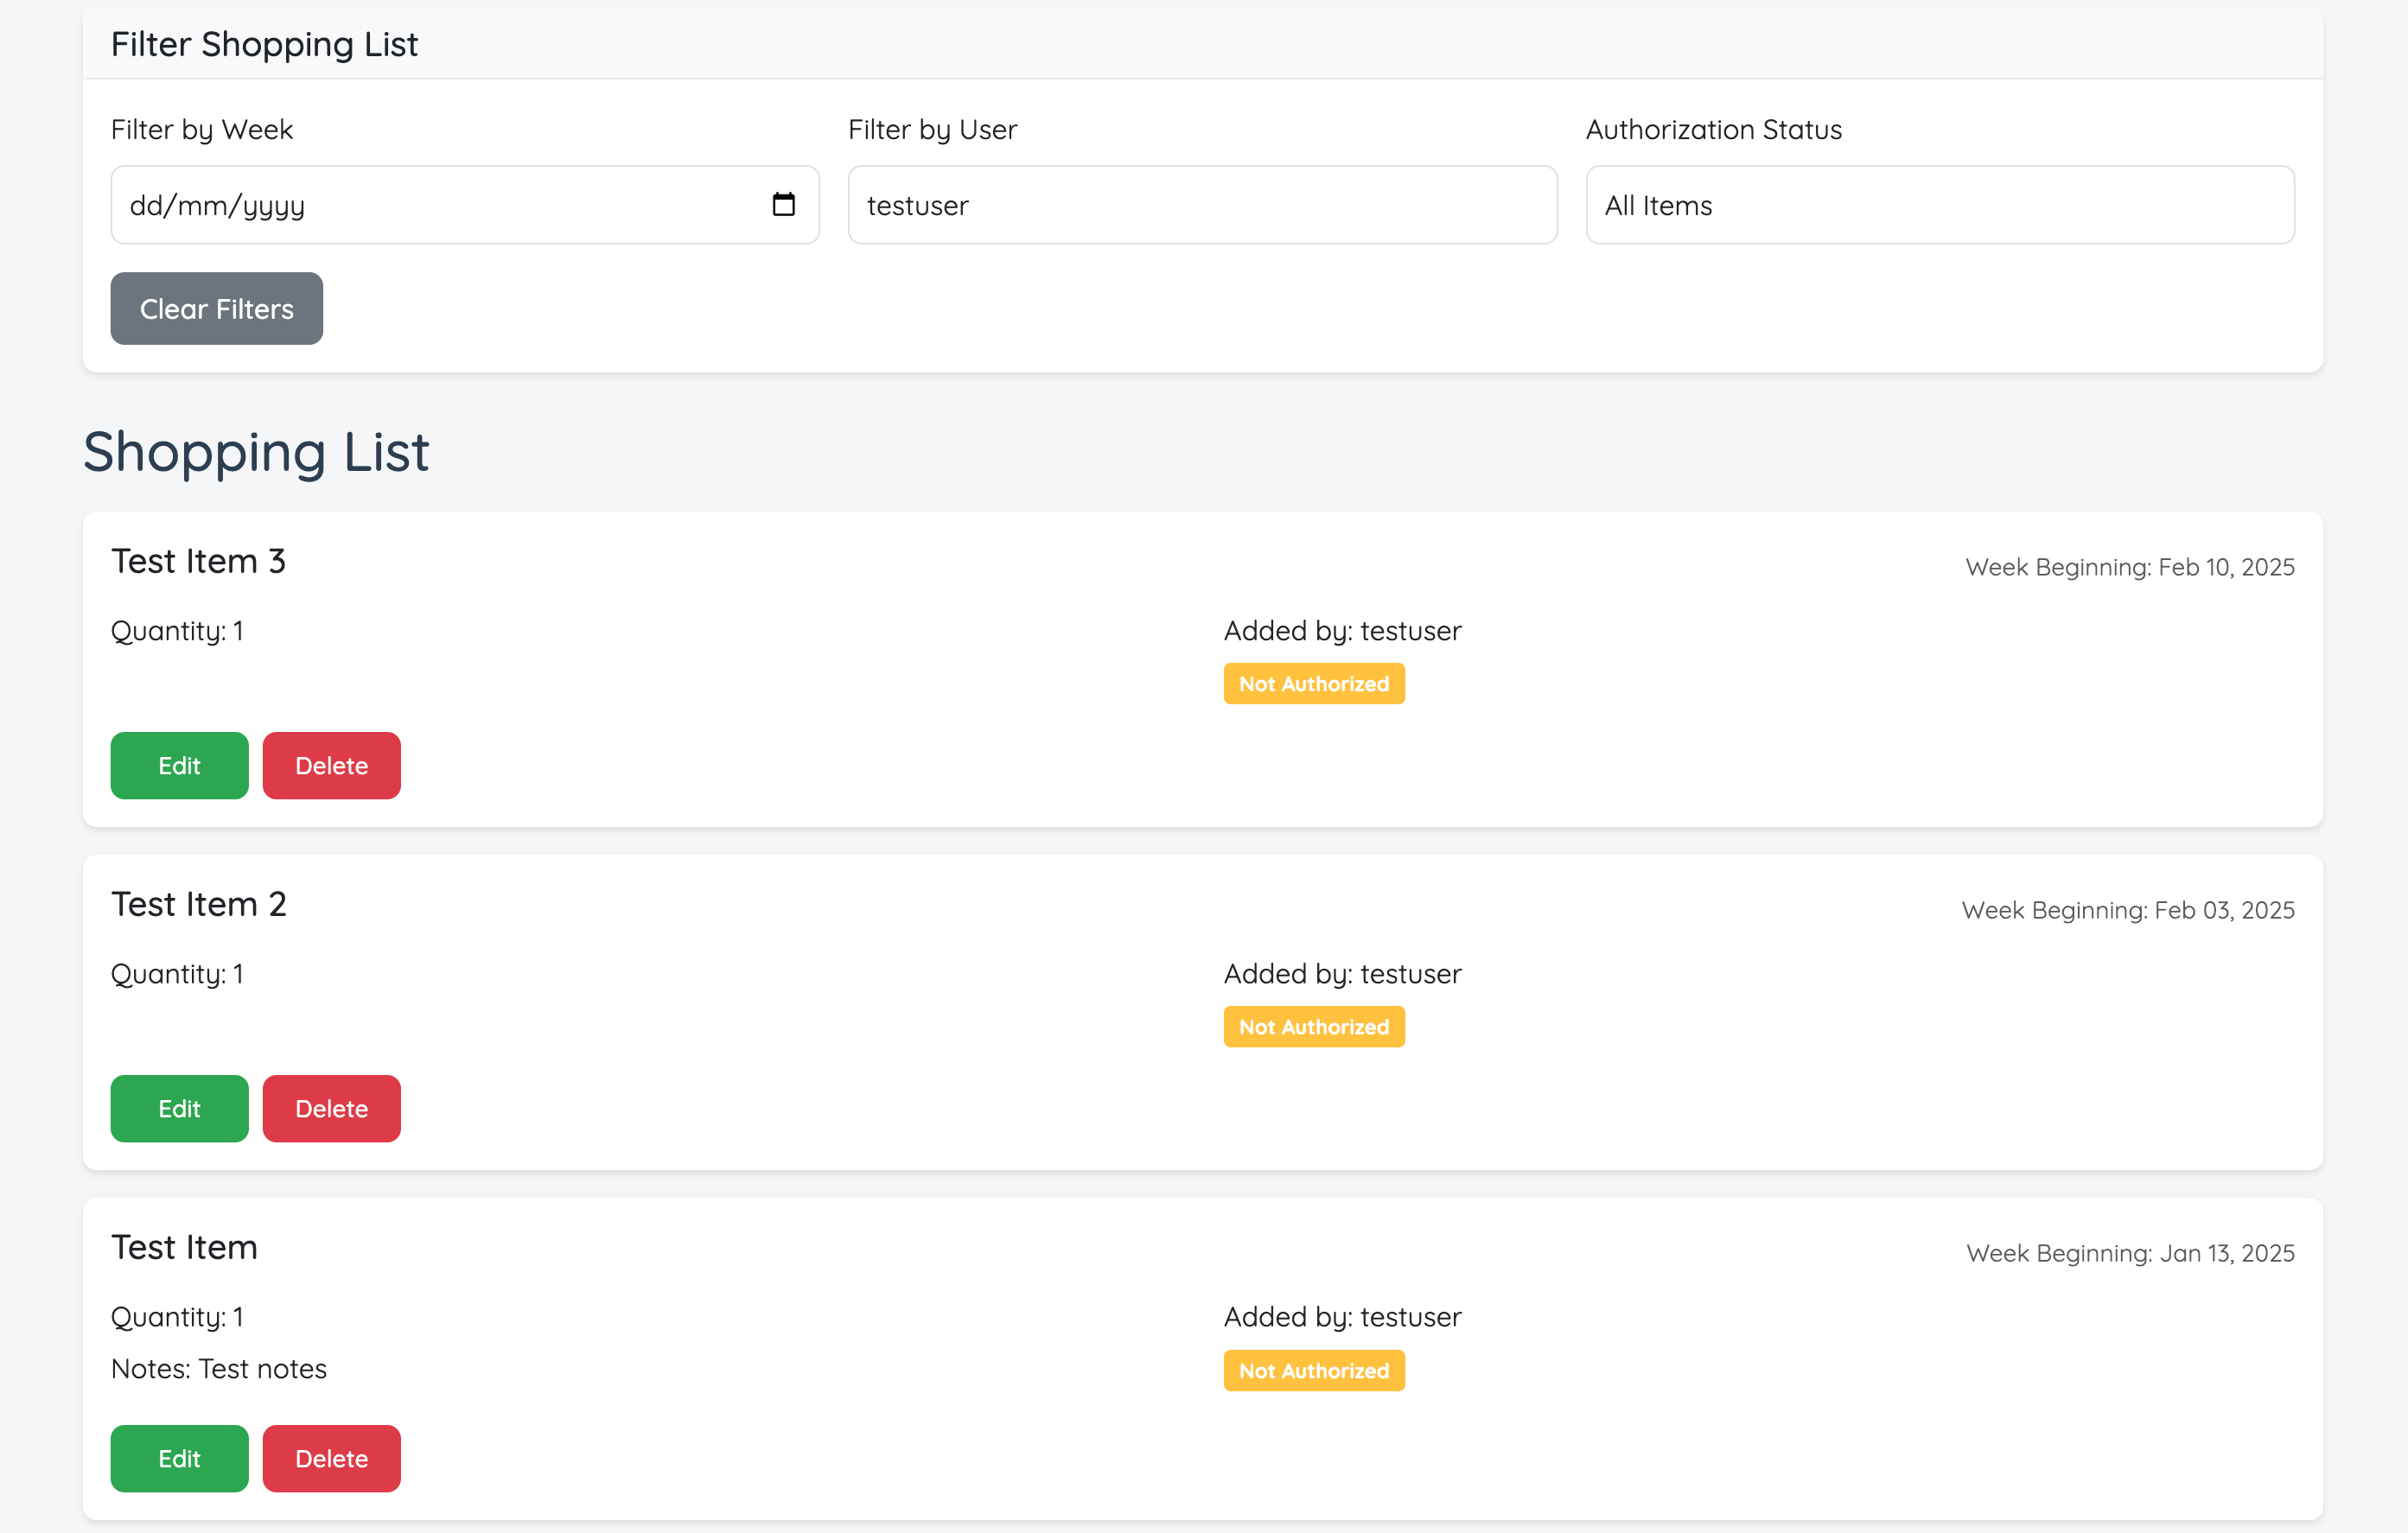 Filter Shopping List
Filter by Week
Filter by User
Authorization Status
dd/mm/yyyy
testuser
All Items
Clear Filters
Shopping List
Test Item 3
Week Beginning: Feb 10, 2025
Quantity: 1
Added by: testuser
Not Authorized
Edit
Delete
Test Item 2
Week Beginning: Feb 03, 2025
Quantity: 1
Added by: testuser
Not Authorized
Edit
Delete
Test Item
Week Beginning: Jan 13, 2025
Quantity: 1
Added by: testuser
Notes: Test notes
Not Authorized
Edit
Delete